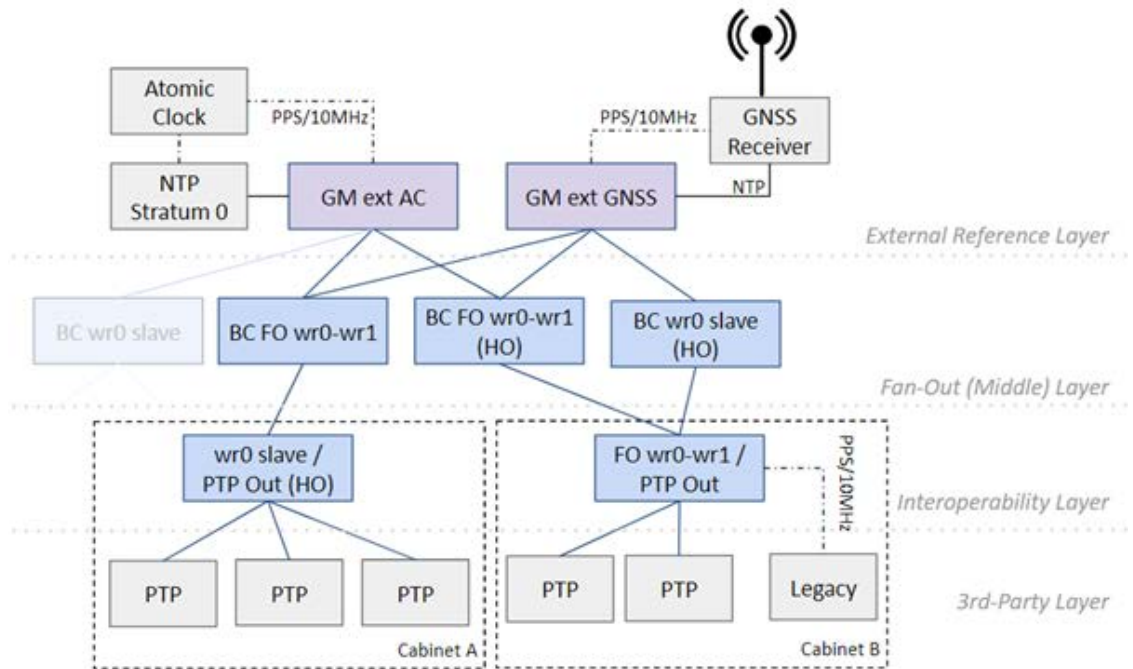 Atomic
Clock
PPS/10MHz
PPS/10MHz
GNSS
Receiver
NTP
Stratum 0
GM ext AC
GM ext GNSS
NTP
External Reference Layer
BC wr0 slave
BC FO wr0-wr1
BC FO wr0-wr1
(HO)
BC wr0 slave
(HO)
Fan-Out (Middle) Layer
wr0 slave /
PTP Out (HO)
FO wr0-wr1 /
PTP Out
PPS/10MHz
Interoperability Layer
PTP
PTP
PTP
PTP
PTP
Legacy
3rd-Party Layer
Cabinet A
Cabinet B